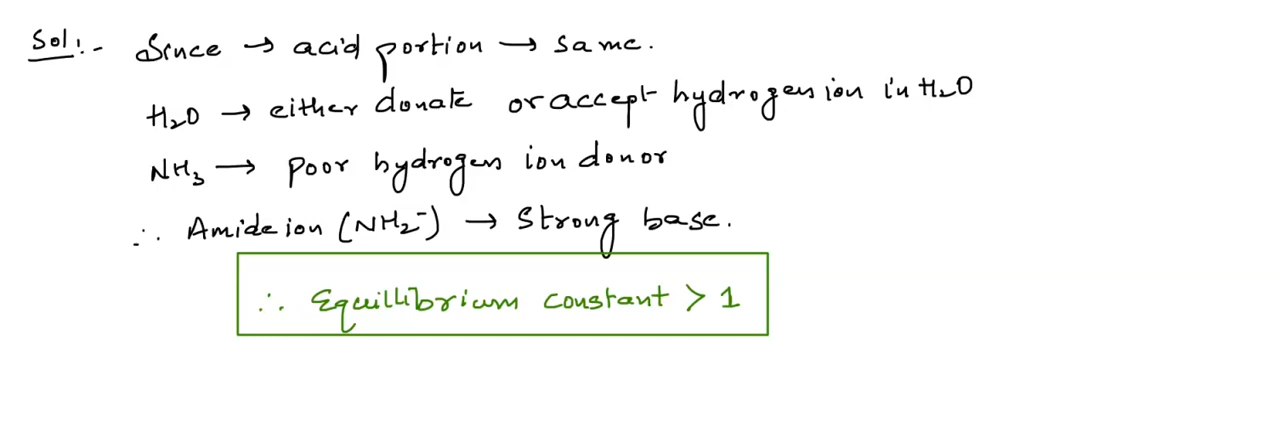 Sol:- Since → acid portion → same.
H₂O → either donate or accept hydrogen ion in H₂O
NH₃ → poor hydrogen ion donor
∴ Amide ion (NH₂⁻) → Strong base.
∴ Equillibrium constant > 1